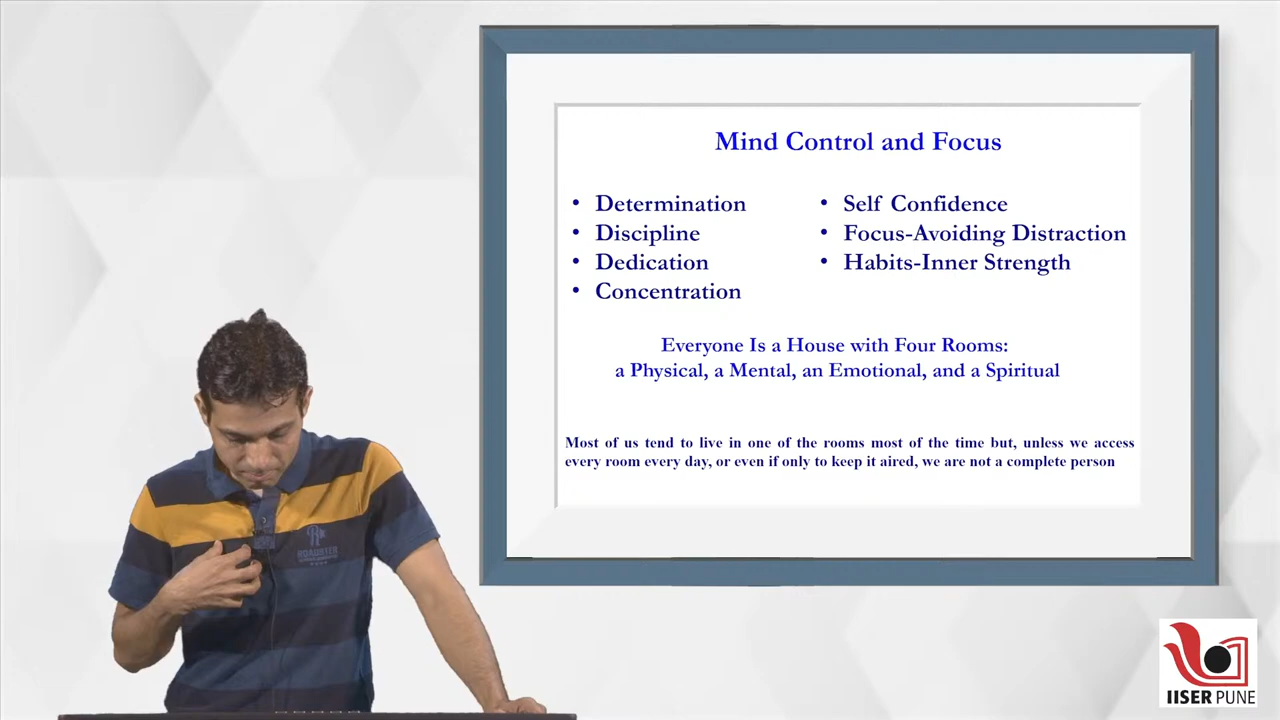 Mind Control and Focus
• Determination
• Discipline
• Dedication
• Concentration
• Self Confidence
• Focus-Avoiding Distraction
• Habits-Inner Strength
Everyone Is a House with Four Rooms:
a Physical, a Mental, an Emotional, and a Spiritual
Most of us tend to live in one of the rooms most of the time but, unless we access
every room every day, or even if only to keep it aired, we are not a complete person
ROADSTER
IISER PUNE